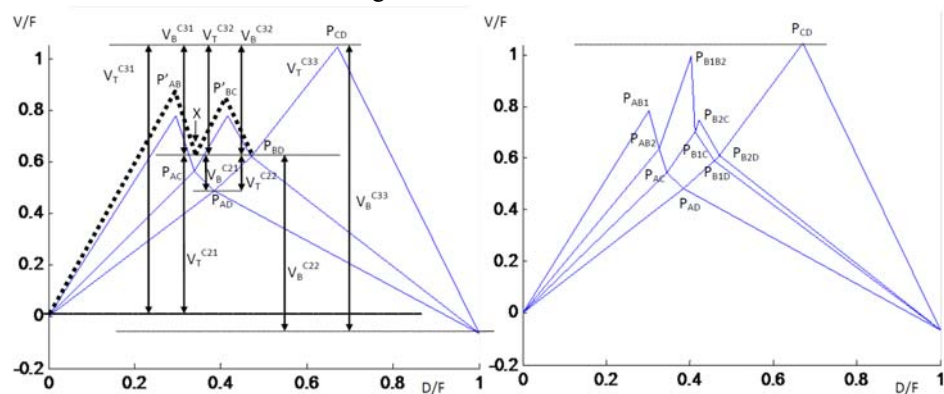 V/F
V_B^C31
V_T^C32
V_B^C32
P_CD
V_T^C31
P'_AB
P'_BC
V_T^C33
X
P_BD
P_AC
V_B^C21
V_T^C22
P_AD
V_B^C33
V_T^C21
V_B^C22
1
0.8
0.6
0.4
0.2
0
-0.2
0
0.2
0.4
0.6
0.8
1
D/F
V/F
P_CD
P_B1B2
P_AB1
P_B2C
P_AB2
P_B1C
P_B2D
P_AC
P_B1D
P_AD
1
0.8
0.6
0.4
0.2
0
-0.2
0
0.2
0.4
0.6
0.8
1
D/F